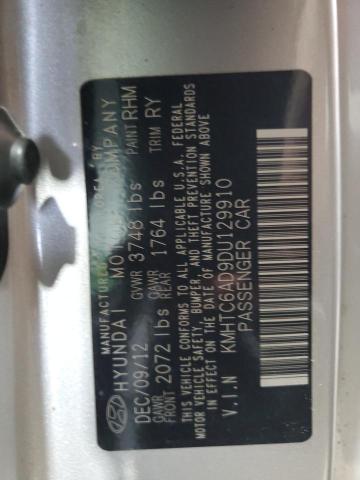 MANUFACTURED BY
HYUNDAI MOTOR COMPANY
DEC/09/12 GVWR 3748 lbs PAINT RHM
GAWR FRONT 2072 lbs GAWR REAR 1764 lbs TRIM RY
THIS VEHICLE CONFORMS TO ALL APPLICABLE U.S.A. FEDERAL
MOTOR VEHICLE SAFETY, BUMPER, AND THEFT PREVENTION STANDARDS
IN EFFECT ON THE DATE OF MANUFACTURE SHOWN ABOVE
V.I.N KMHTC6AD9DU129910
PASSENGER CAR